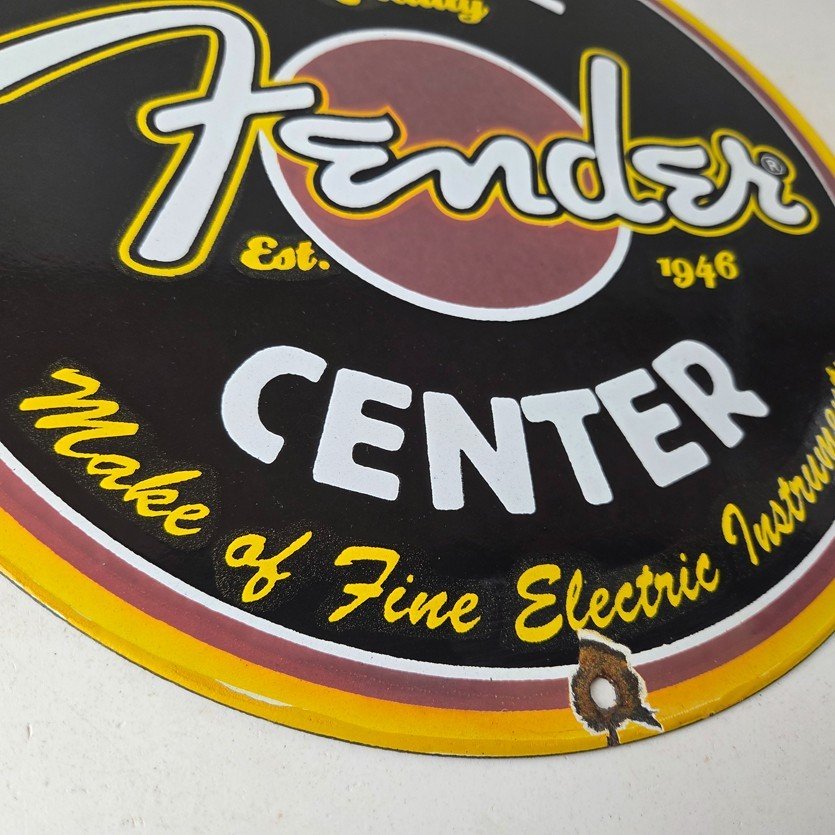 Fender®
Est. 1946
CENTER
Make of Fine Electric